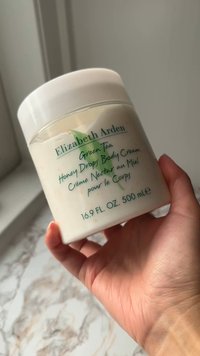 Elizabeth Arden
Green Tea
Honey Drops Body Cream
Crème Nectar au Miel
pour le Corps
16.9 FL. OZ. 500 mL ℮